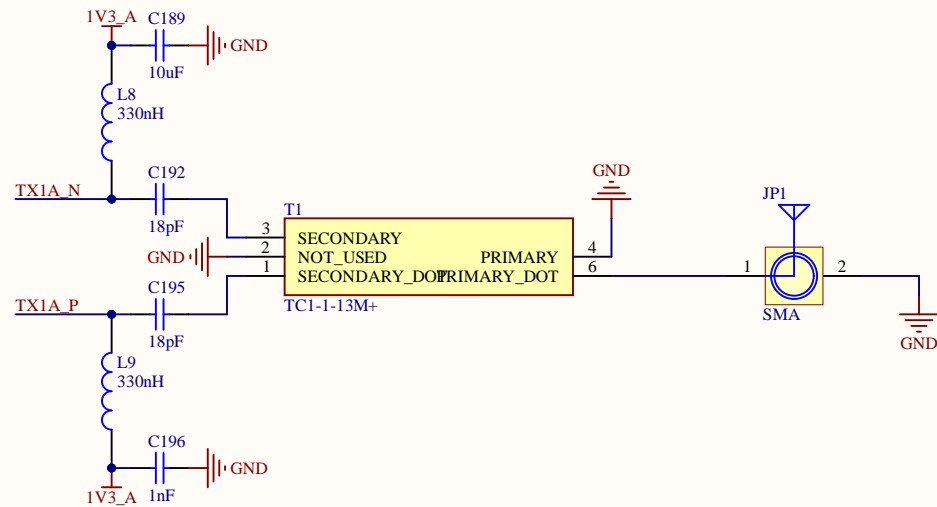 1V3_A
C189
GND
10uF
L8
330nH
C192
TX1A_N
18pF
GND
JP1
T1
3
SECONDARY
GND
2
NOT_USED
PRIMARY
4
1
SECONDARY_DOT
PRIMARY_DOT
6
1
2
TC1-1-13M+
SMA
C195
TX1A_P
18pF
GND
L9
330nH
C196
GND
1nF
1V3_A